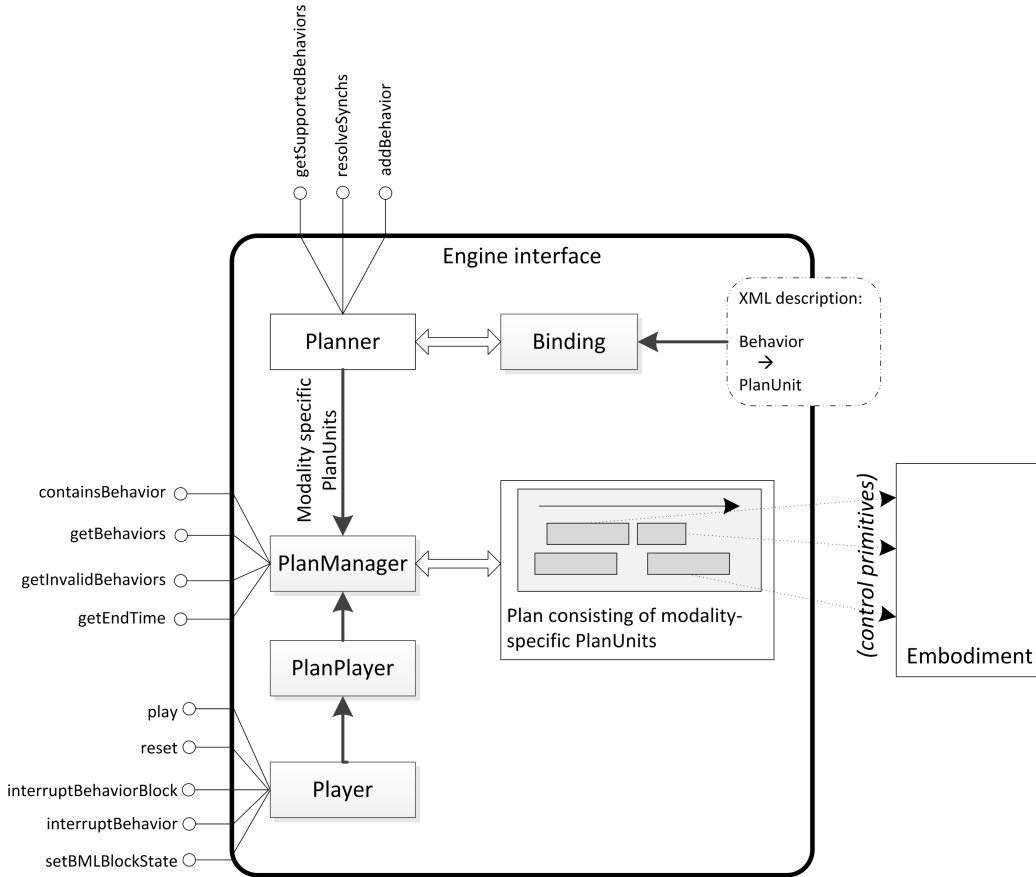 getSupportedBehaviors
resolveSynchs
addBehavior
Engine interface
XML description:
Behavior
→
PlanUnit
Planner
Binding
Modality specific
PlanUnits
containsBehavior
getBehaviors
getInvalidBehaviors
getEndTime
PlanManager
Plan consisting of modality-
specific PlanUnits
(control primitives)
Embodiment
PlanPlayer
play
reset
interruptBehaviorBlock
interruptBehavior
setBMLBlockState
Player